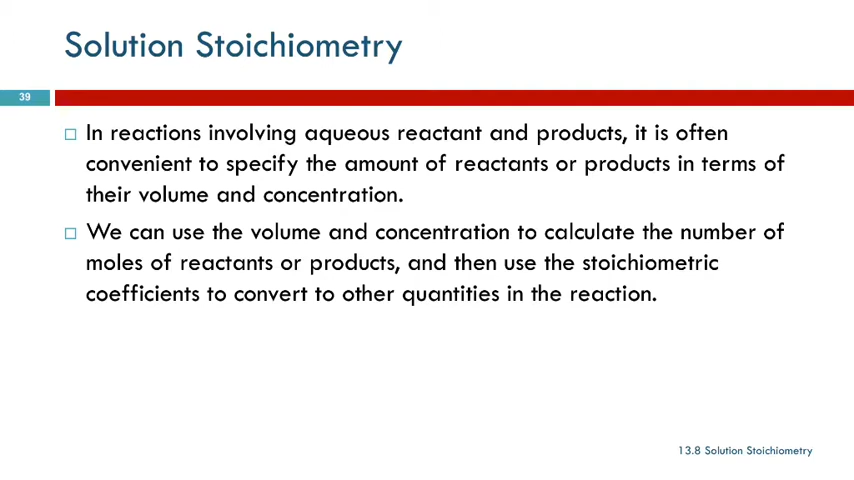 Solution Stoichiometry
39
In reactions involving aqueous reactant and products, it is often
convenient to specify the amount of reactants or products in terms of
their volume and concentration.
We can use the volume and concentration to calculate the number of
moles of reactants or products, and then use the stoichiometric
coefficients to convert to other quantities in the reaction.
13.8 Solution Stoichiometry